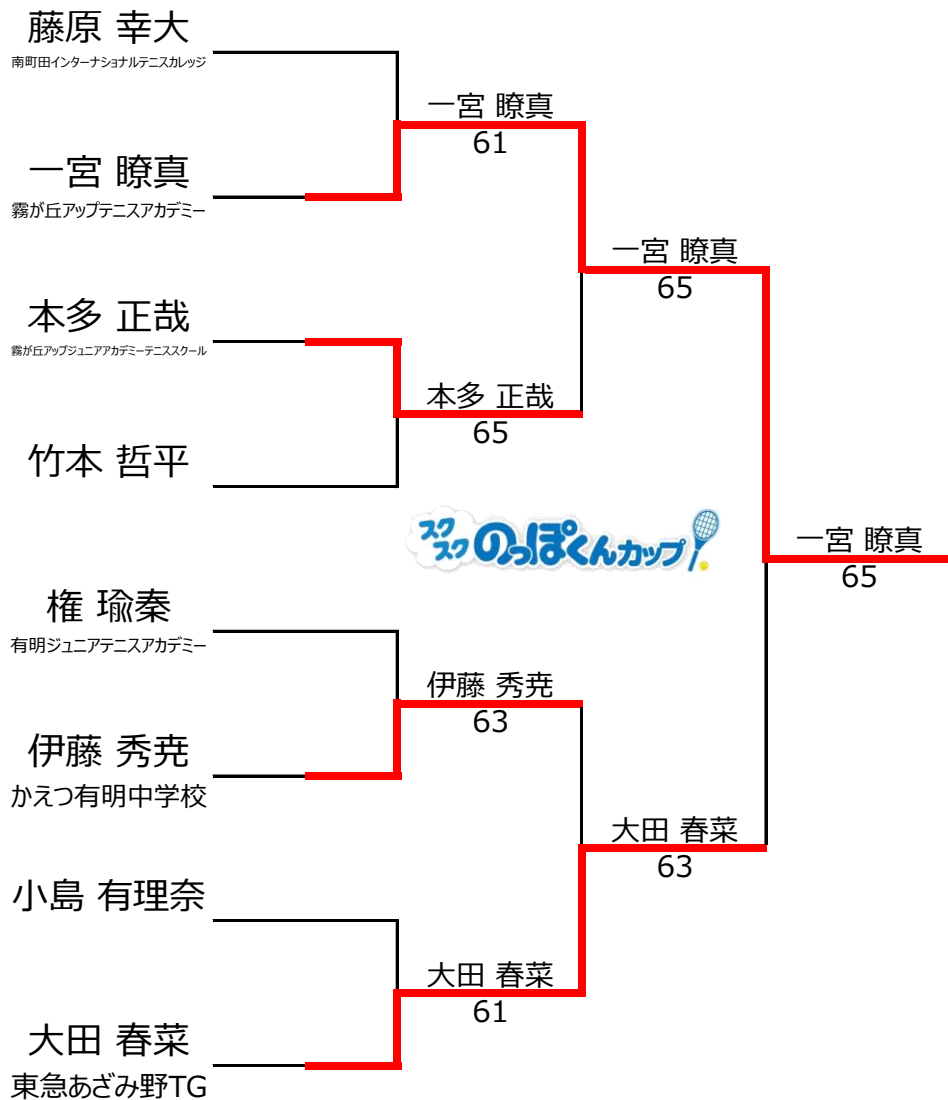 藤原 幸大
南町田インターナショナルテニスカレッジ
一宮 瞭真
61
一宮 瞭真
霧が丘アップテニスアカデミー
一宮 瞭真
65
本多 正哉
霧が丘アップジュニアアカデミーテニススクール
本多 正哉
65
竹本 哲平
スクスク のっぽくんカップ
一宮 瞭真
65
権 瑜秦
有明ジュニアテニスアカデミー
伊藤 秀尭
63
伊藤 秀尭
かえつ有明中学校
大田 春菜
63
小島 有理奈
大田 春菜
61
大田 春菜
東急あざみ野TG